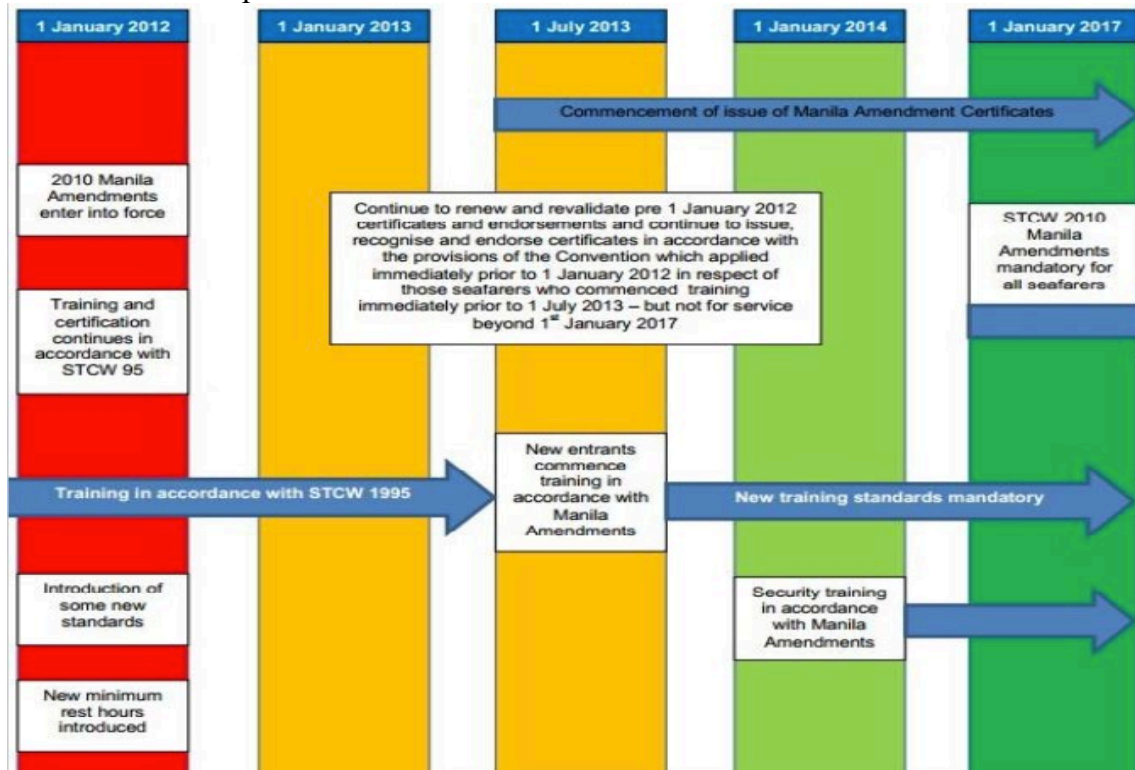 1 January 2012
1 January 2013
1 July 2013
1 January 2014
1 January 2017
Commencement of issue of Manila Amendment Certificates
2010 Manila
Amendments
enter into force
Continue to renew and revalidate pre 1 January 2012
certificates and endorsements and continue to issue,
recognise and endorse certificates in accordance with
the provisions of the Convention which applied
immediately prior to 1 January 2012 in respect of
those seafarers who commenced training
immediately prior to 1 July 2013 – but not for service
beyond 1st January 2017
STCW 2010
Manila
Amendments
mandatory for
all seafarers
Training and
certification
continues in
accordance with
STCW 95
Training in accordance with STCW 1995
New entrants
commence
training in
accordance with
Manila
Amendments
New training standards mandatory
Introduction of
some new
standards
Security training
in accordance
with Manila
Amendments
New minimum
rest hours
introduced